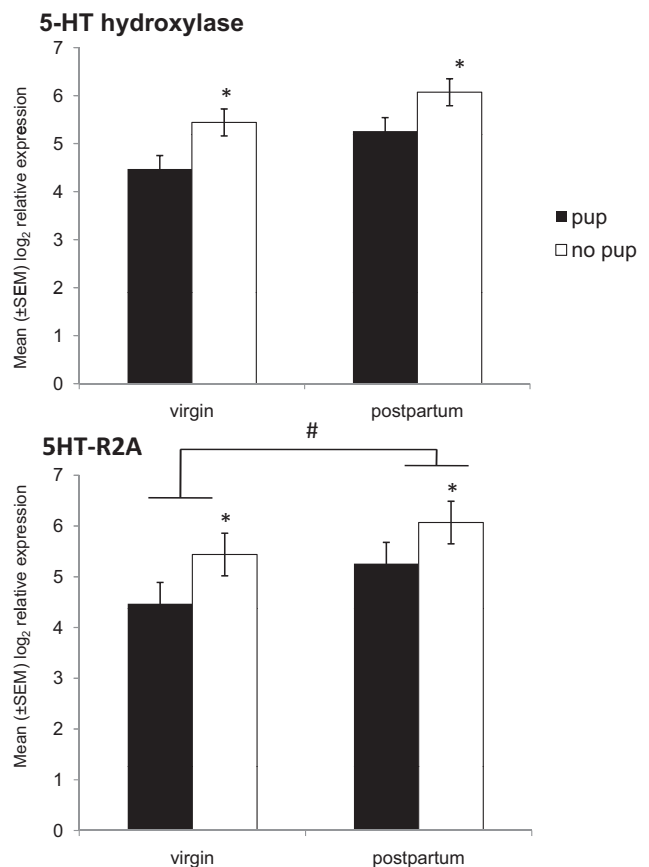 5-HT hydroxylase
Mean (±SEM) log₂ relative expression
7
6
5
4
3
2
1
0
*
*
virgin
postpartum
pup
no pup
5HT-R2A
#
Mean (±SEM) log₂ relative expression
7
6
5
4
3
2
1
0
*
*
virgin
postpartum